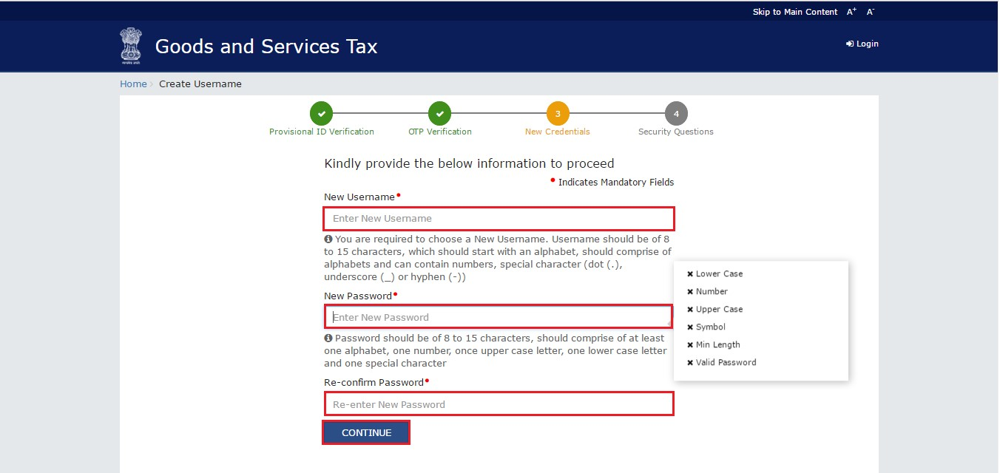 Skip to Main Content A+ A-
Goods and Services Tax
Login
Home > Create Username
3
4
Provisional ID Verification
OTP Verification
New Credentials
Security Questions
Kindly provide the below information to proceed
• Indicates Mandatory Fields
New Username•
Enter New Username
You are required to choose a New Username. Username should be of 8
to 15 characters, which should start with an alphabet, should comprise of
alphabets and can contain numbers, special character (dot (.),
underscore (_) or hyphen (-))
New Password•
Enter New Password
Password should be of 8 to 15 characters, should comprise of at least
one alphabet, one number, once upper case letter, one lower case letter
and one special character
Re-confirm Password•
Re-enter New Password
CONTINUE
✖ Lower Case
✖ Number
✖ Upper Case
✖ Symbol
✖ Min Length
✖ Valid Password